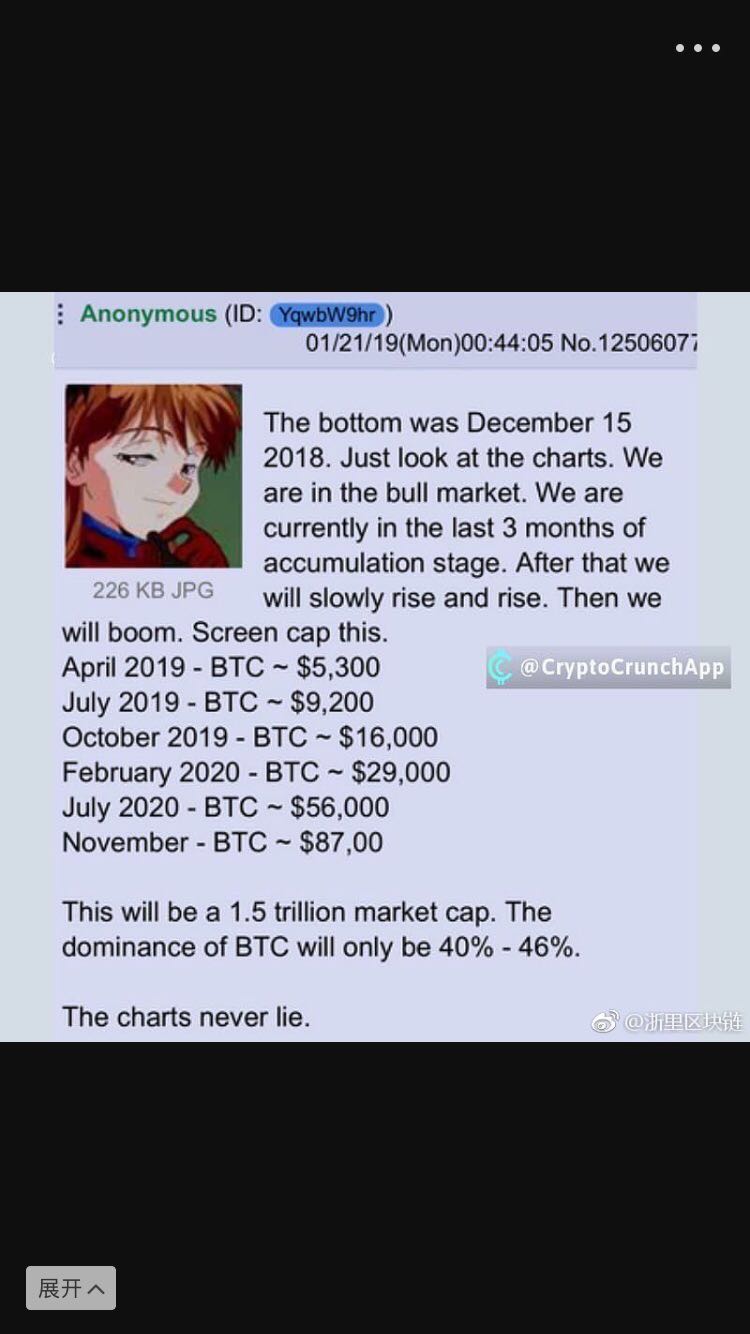 Anonymous (ID: YqwbW9hr)
01/21/19(Mon)00:44:05 No.12506077
The bottom was December 15
2018. Just look at the charts. We
are in the bull market. We are
currently in the last 3 months of
accumulation stage. After that we
226 KB JPG
will slowly rise and rise. Then we
will boom. Screen cap this.
April 2019 - BTC ~ $5,300
@CryptoCrunchApp
July 2019 - BTC ~ $9,200
October 2019 - BTC ~ $16,000
February 2020 - BTC ~ $29,000
July 2020 - BTC ~ $56,000
November - BTC ~ $87,00
This will be a 1.5 trillion market cap. The
dominance of BTC will only be 40% - 46%.
The charts never lie.
@浙里区块链
展开